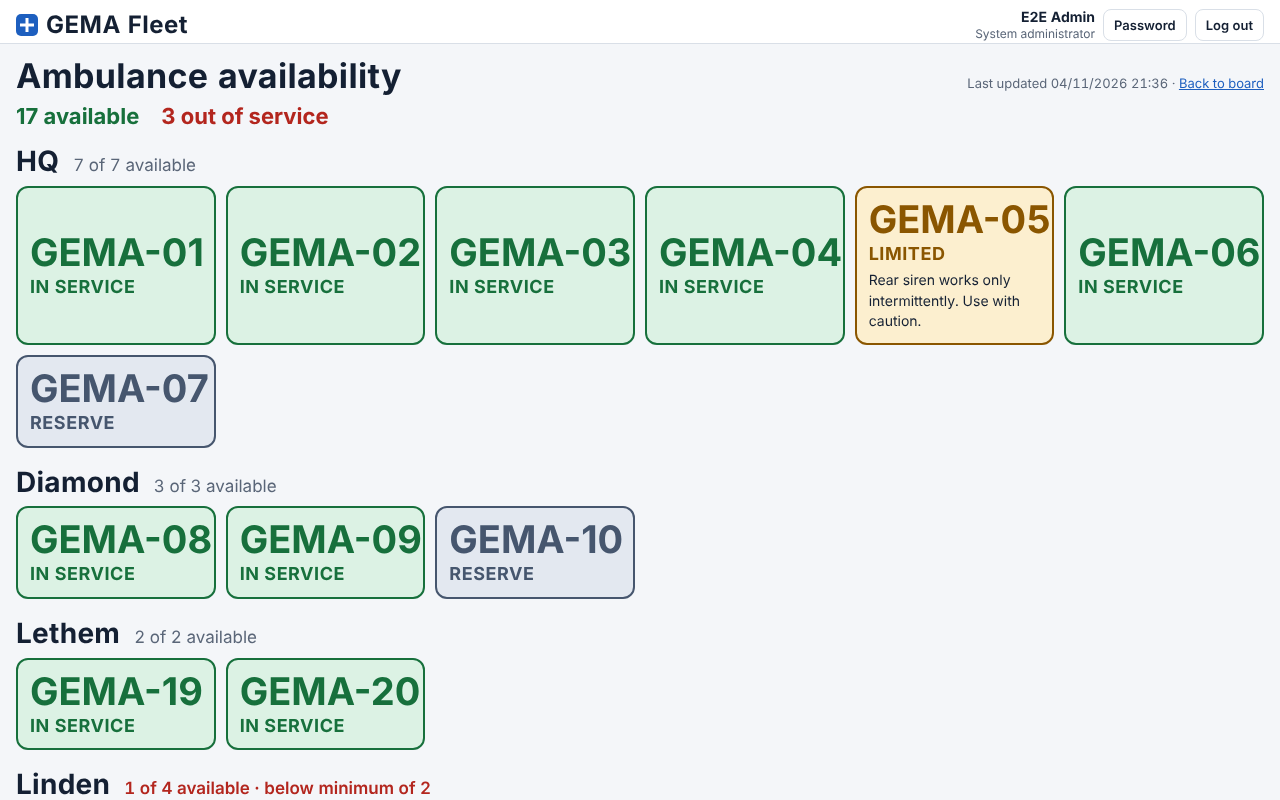 GEMA Fleet
E2E Admin
System administrator
Password
Log out
Ambulance availability
Last updated 04/11/2026 21:36 · Back to board
17 available 3 out of service
HQ 7 of 7 available
GEMA-01
IN SERVICE
GEMA-02
IN SERVICE
GEMA-03
IN SERVICE
GEMA-04
IN SERVICE
GEMA-05
LIMITED
Rear siren works only
intermittently. Use with
caution.
GEMA-06
IN SERVICE
GEMA-07
RESERVE
Diamond 3 of 3 available
GEMA-08
IN SERVICE
GEMA-09
IN SERVICE
GEMA-10
RESERVE
Lethem 2 of 2 available
GEMA-19
IN SERVICE
GEMA-20
IN SERVICE
Linden 1 of 4 available · below minimum of 2